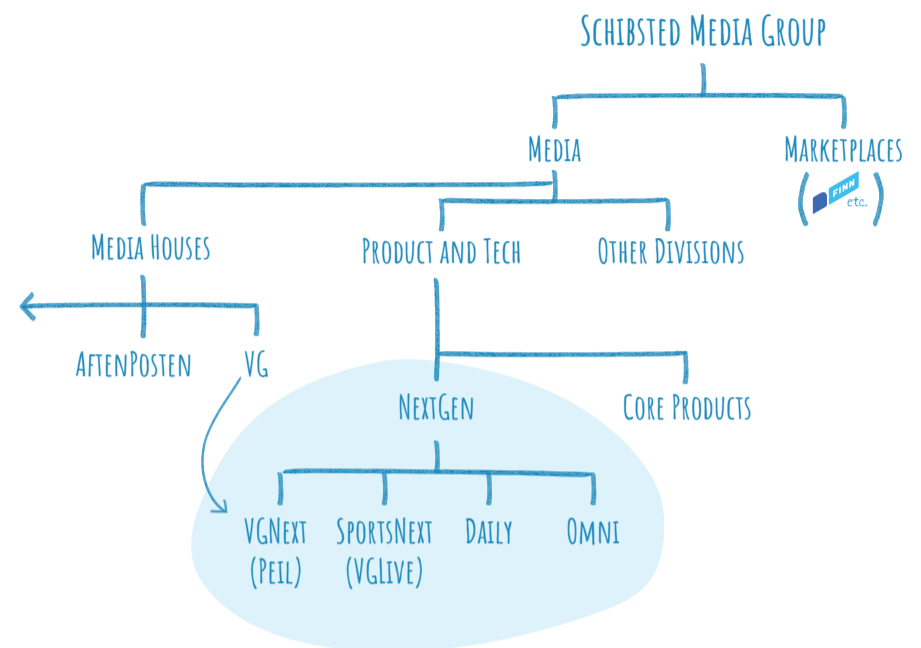 Schibsted Media Group
Media
Marketplaces
(FINN etc.)
Media Houses
Product and Tech
Other Divisions
AftenPosten
VG
NextGen
Core Products
VGNext
(Peil)
SportsNext
(VGLive)
Daily
Omni